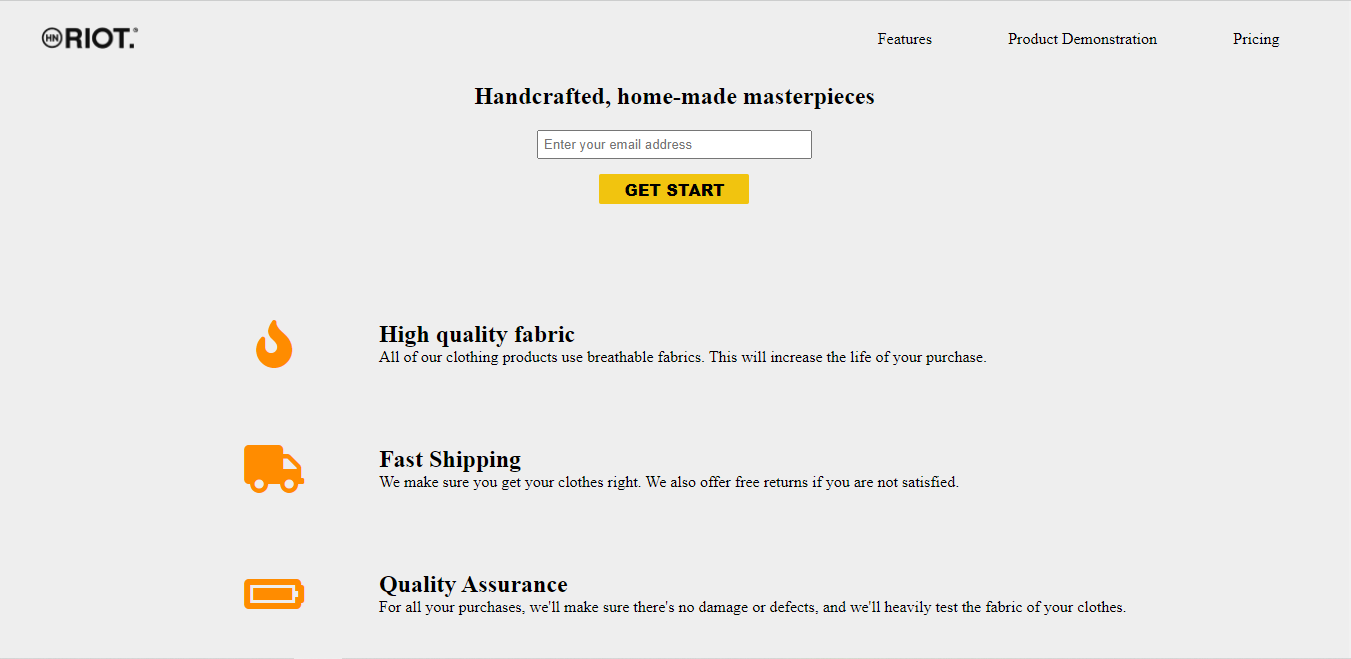 HN RIOT.®
Features Product Demonstration Pricing
Handcrafted, home-made masterpieces
Enter your email address
GET START
High quality fabric
All of our clothing products use breathable fabrics. This will increase the life of your purchase.
Fast Shipping
We make sure you get your clothes right. We also offer free returns if you are not satisfied.
Quality Assurance
For all your purchases, we'll make sure there's no damage or defects, and we'll heavily test the fabric of your clothes.